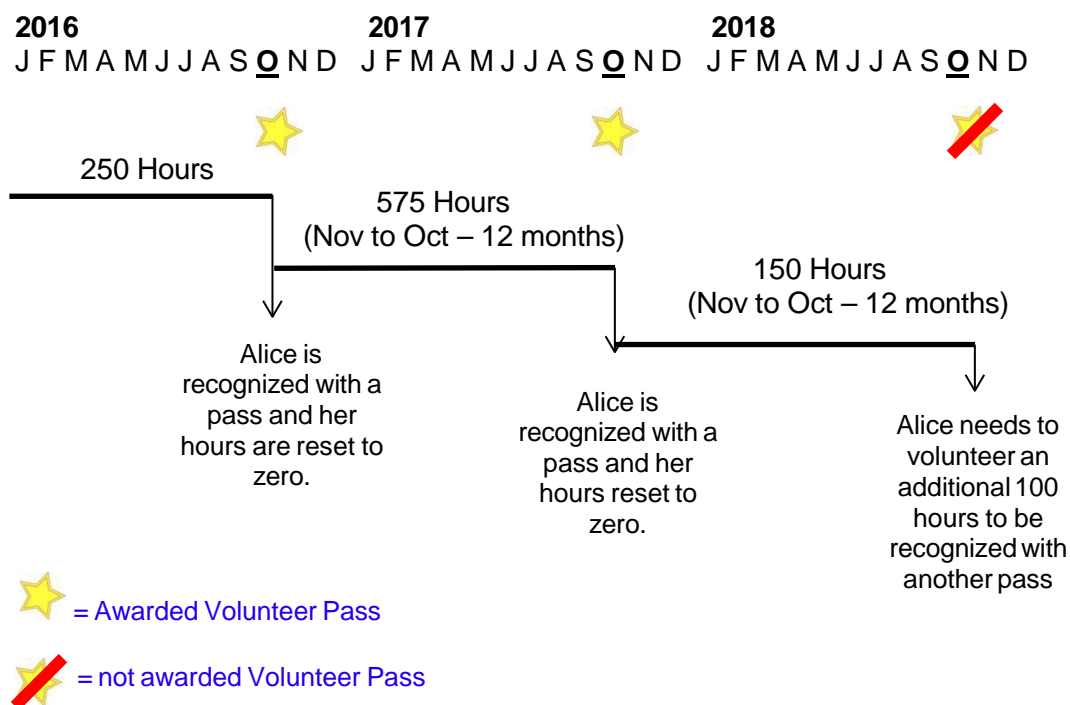 2016 2017 2018
J F M A M J J A S O N D J F M A M J J A S O N D J F M A M J J A S O N D
250 Hours
575 Hours
(Nov to Oct – 12 months)
150 Hours
(Nov to Oct – 12 months)
Alice is
recognized with a
pass and her
hours are reset to
zero.
Alice is
recognized with a
pass and her
hours reset to
zero.
Alice needs to
volunteer an
additional 100
hours to be
recognized with
another pass
= Awarded Volunteer Pass
= not awarded Volunteer Pass